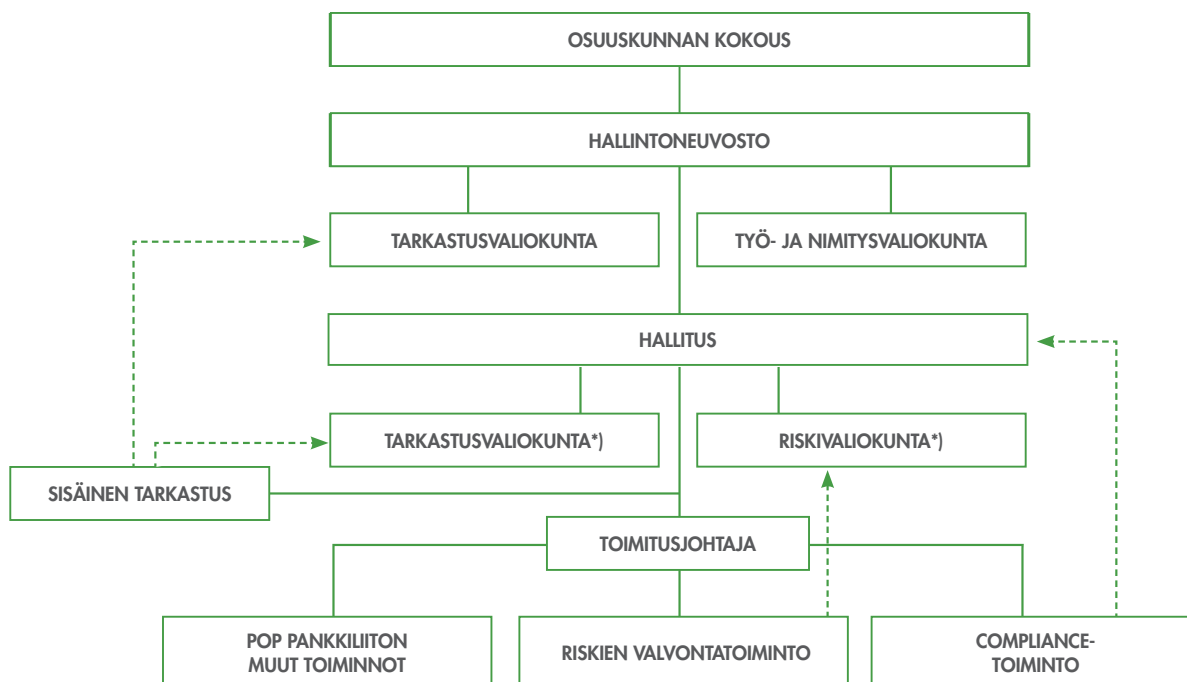 OSUUSKUNNAN KOKOUS
HALLINTONEUVOSTO
TARKASTUSVALIOKUNTA
TYÖ- JA NIMITYSVALIOKUNTA
HALLITUS
TARKASTUSVALIOKUNTA*)
RISKIVALIOKUNTA*)
SISÄINEN TARKASTUS
TOIMITUSJOHTAJA
POP PANKKILIITON
MUUT TOIMINNOT
RISKIEN VALVONTATOIMINTO
COMPLIANCE-
TOIMINTO